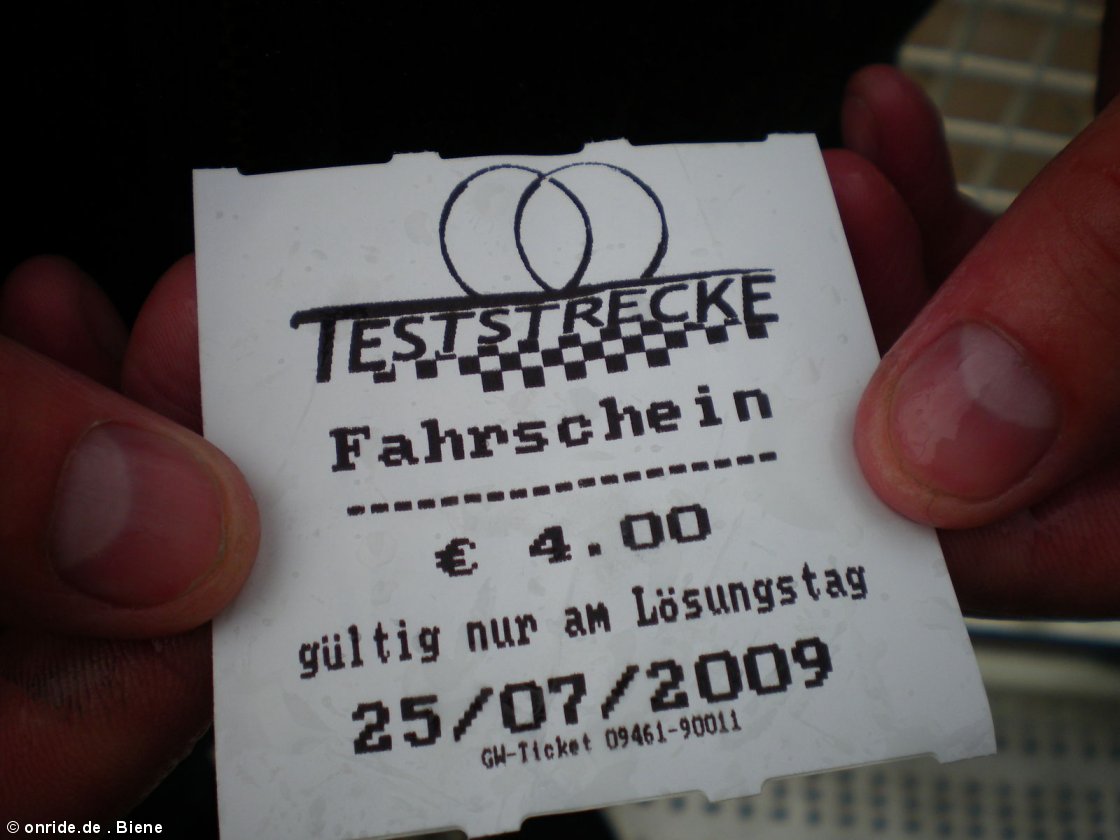 TESTSTRECKE
Fahrschein
--------------------
€ 4.00
gültig nur am Lösungstag
25/07/2009
GW-Ticket 09461-90011
© onride.de . Biene